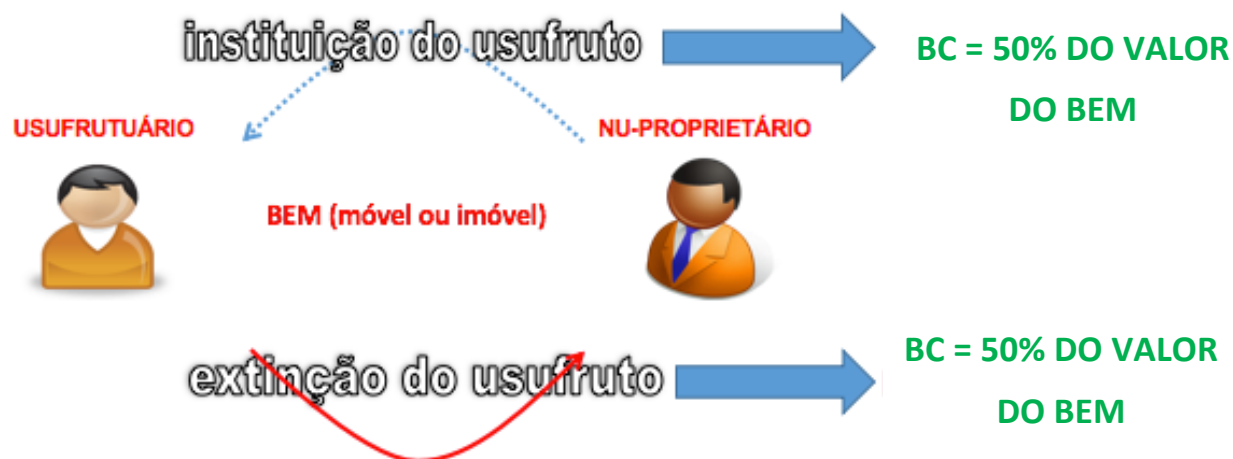 instituição do usufruto
BC = 50% DO VALOR
DO BEM
USUFRUTUÁRIO
NU-PROPRIETÁRIO
BEM (móvel ou imóvel)
extinção do usufruto
BC = 50% DO VALOR
DO BEM